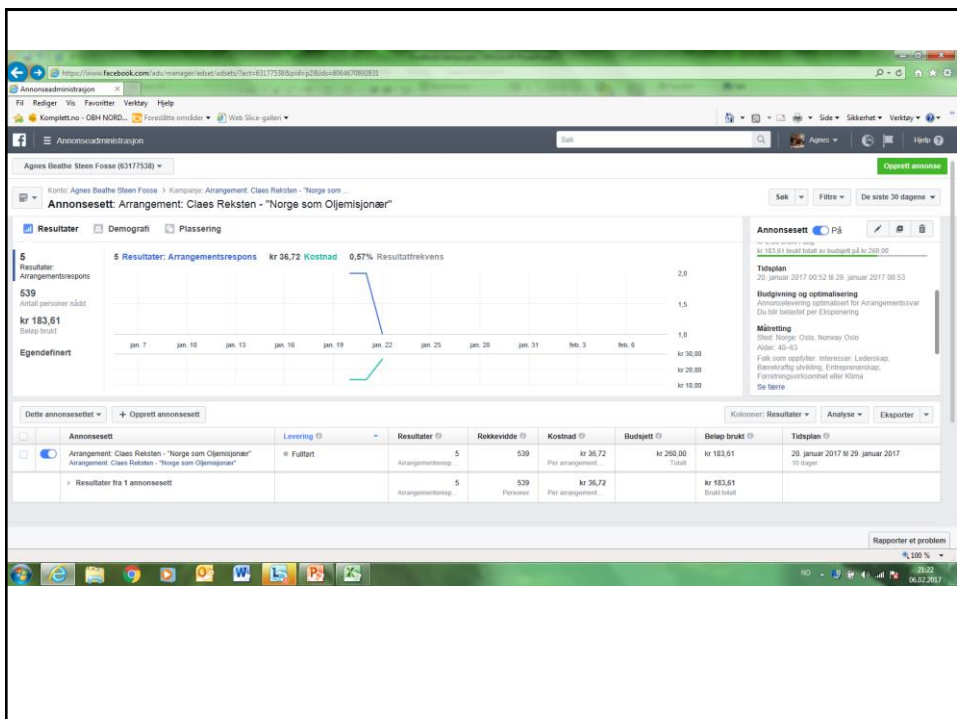 https://www.facebook.com/ads/manager/adset/adsets/?act=63177538&pid=p2&ids=6064670892831
Annonseadministrasjon
Fil Rediger Vis Favoritter Verktøy Hjelp
Komplett.no - OBH NORD... Foreslåtte områder Web Slice-galleri
Side Sikkerhet Verktøy
Annonseadministrasjon
Søk
Agnes
Hjelp
Agnes Beathe Steen Fosse (63177538)
Opprett annonse
Konto: Agnes Beathe Steen Fosse > Kampanje: Arrangement: Claes Reksten - "Norge som ...
Annonsesett: Arrangement: Claes Reksten - "Norge som Oljemisjonær"
Søk Filtre De siste 30 dagene
Resultater Demografi Plassering
5
Resultater:
Arrangementsrespons
539
Antall personer nådd
kr 183,61
Beløp brukt
Egendefinert
5 Resultater: Arrangementsrespons kr 36,72 Kostnad 0,57% Resultatfrekvens
2,0
1,5
1,0
jan. 7 jan. 10 jan. 13 jan. 16 jan. 19 jan. 22 jan. 25 jan. 28 jan. 31 feb. 3 feb. 6
kr 30,00
kr 20,00
kr 10,00
Annonsesett På
kr 183,61 brukt totalt av budsjett på kr 260,00
Tidsplan
20. januar 2017 00:52 til 29. januar 2017 00:53
Budgivning og optimalisering
Annonselevering optimalisert for Arrangementssvar
Du blir belastet per Eksponering
Målretting
Sted: Norge: Oslo, Norway Oslo
Alder: 40–63
Folk som oppfyller: Interesser: Lederskap,
Bærekraftig utvikling, Entreprenerskap,
Forretningsvirksomhet eller Klima
Se færre
Dette annonsesettet + Opprett annonsesett
Kolonner: Resultater Analyse Eksporter
Annonsesett Levering Resultater Rekkevidde Kostnad Budsjett Beløp brukt Tidsplan
Arrangement: Claes Reksten - "Norge som Oljemisjonær" Fullført 5 539 kr 36,72 kr 260,00 kr 183,61 20. januar 2017 til 29. januar 2017
Arrangement: Claes Reksten - "Norge som Oljemisjonær" Arrangementsresp... Per arrangement... Totalt 10 dager
Resultater fra 1 annonsesett 5 539 kr 36,72 kr 183,61
Arrangementsresp... Personer Per arrangement... Brukt totalt
Rapporter et problem
100 %
NO
21:22
06.02.2017